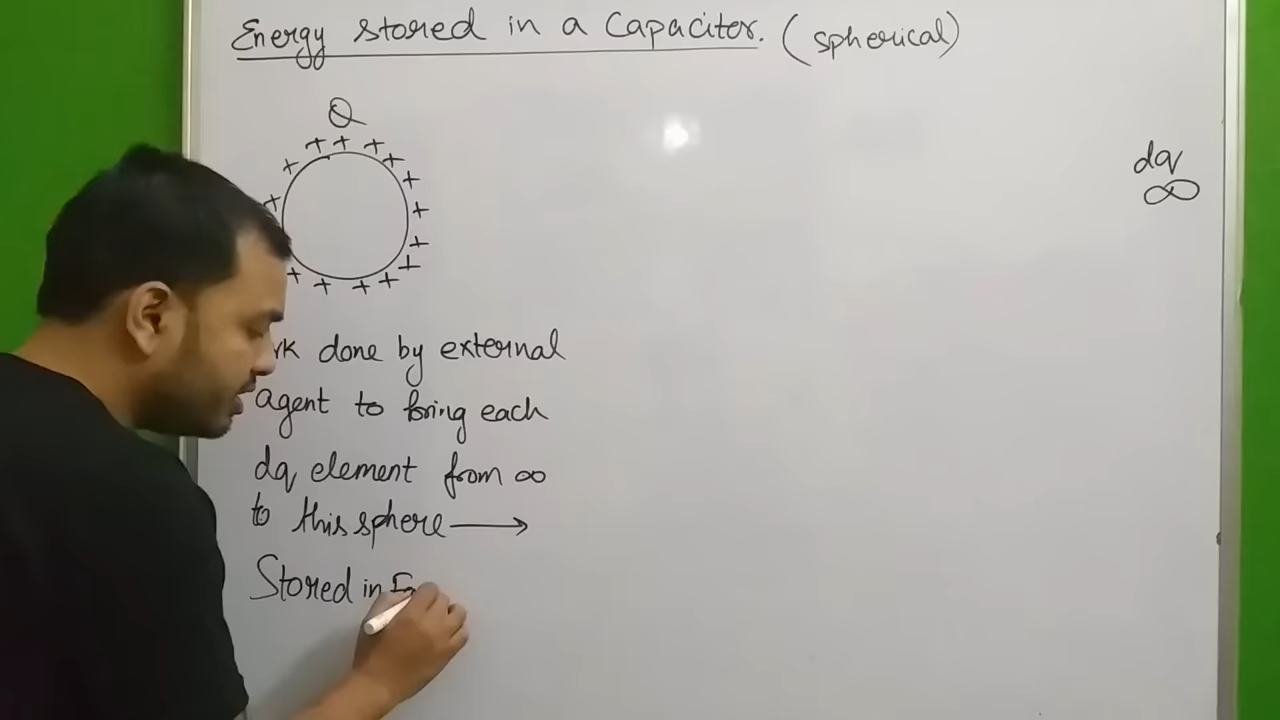 Energy stored in a Capacitor. (spherical)
Q
dq
∞
done by external
agent to bring each
dq element from ∞
to this sphere →
Stored in